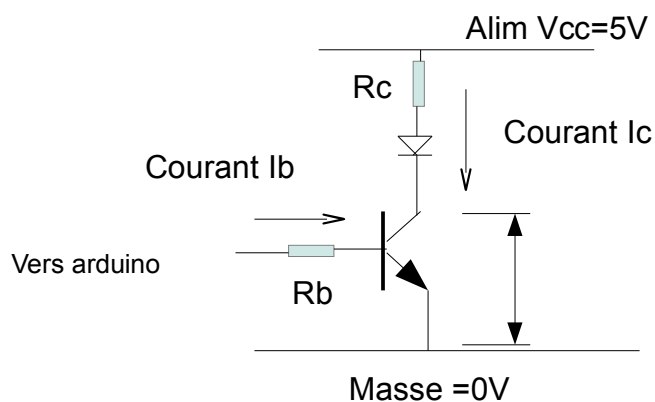 Alim Vcc=5V
Rc
Courant Ic
Courant Ib
Vers arduino
Rb
Masse =0V